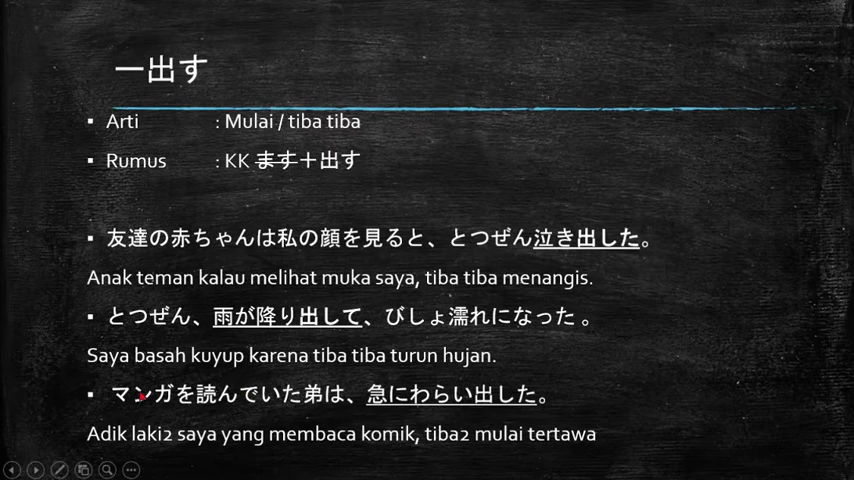 一出す
▪ Arti : Mulai / tiba tiba
▪ Rumus : KK ます＋出す
▪ 友達の赤ちゃんは私の顔を見ると、とつぜん泣き出した。
Anak teman kalau melihat muka saya, tiba tiba menangis.
▪ とつぜん、雨が降り出して、びしょ濡れになった 。
Saya basah kuyup karena tiba tiba turun hujan.
▪ マンガを読んでいた弟は、急にわらい出した。
Adik laki2 saya yang membaca komik, tiba2 mulai tertawa